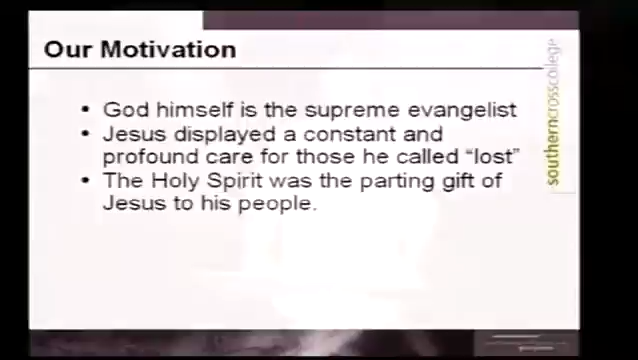 Our Motivation
• God himself is the supreme evangelist
• Jesus displayed a constant and
profound care for those he called “lost”
• The Holy Spirit was the parting gift of
Jesus to his people.
southerncrosscollege